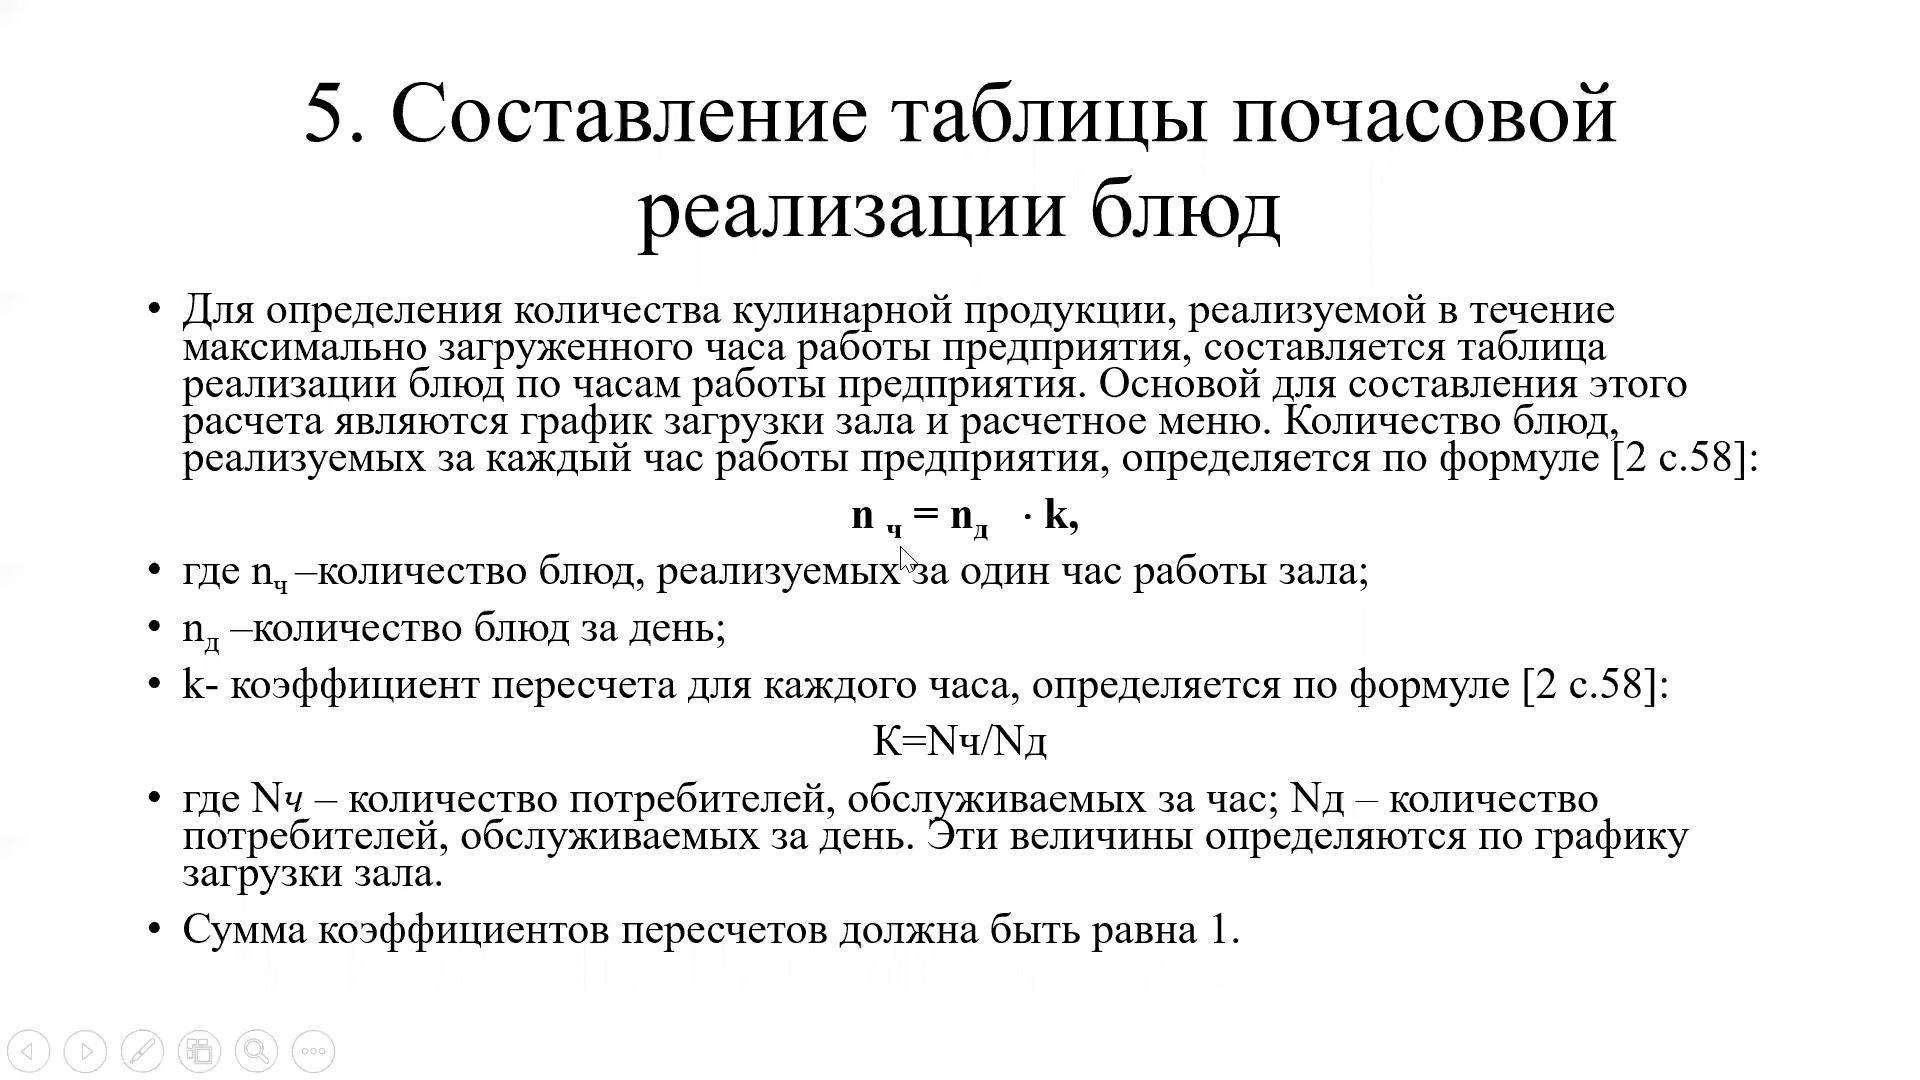 5. Составление таблицы почасовой
реализации блюд
• Для определения количества кулинарной продукции, реализуемой в течение
максимально загруженного часа работы предприятия, составляется таблица
реализации блюд по часам работы предприятия. Основой для составления этого
расчета являются график загрузки зала и расчетное меню. Количество блюд,
реализуемых за каждый час работы предприятия, определяется по формуле [2 с.58]:
n ч = nд · k,
• где nч –количество блюд, реализуемых за один час работы зала;
• nд –количество блюд за день;
• k- коэффициент пересчета для каждого часа, определяется по формуле [2 с.58]:
К=Nч/Nд
• где Nч – количество потребителей, обслуживаемых за час; Nд – количество
потребителей, обслуживаемых за день. Эти величины определяются по графику
загрузки зала.
• Сумма коэффициентов пересчетов должна быть равна 1.